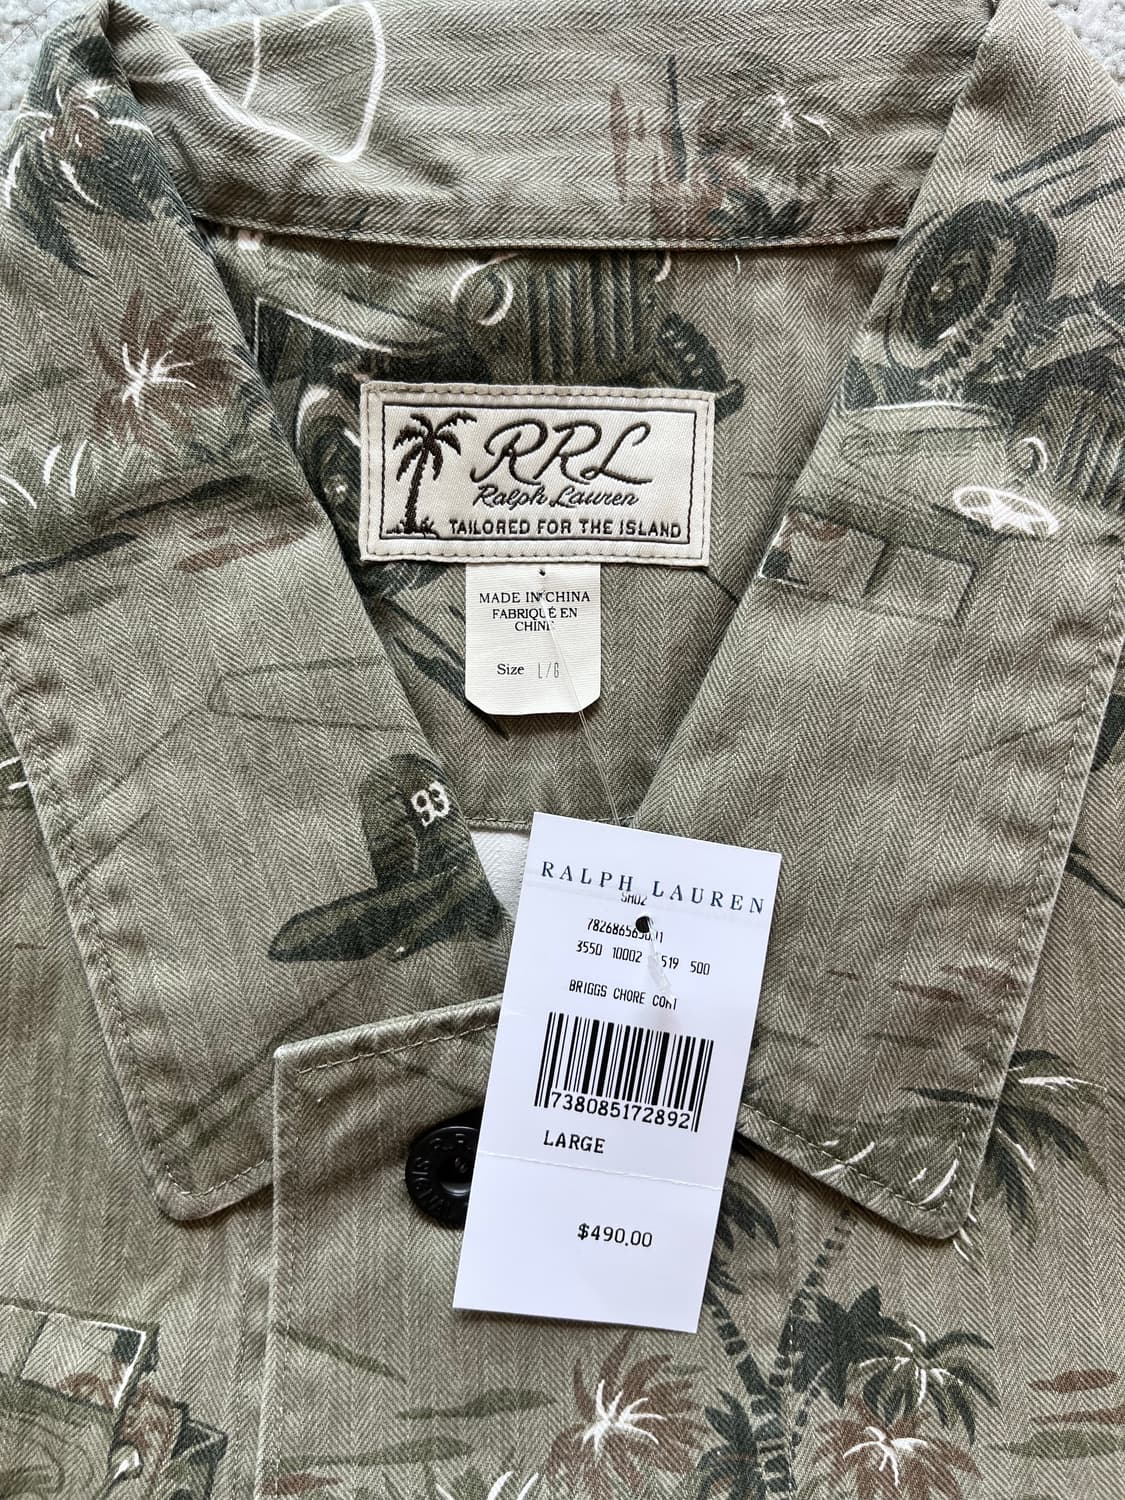 RRL
Ralph Lauren
TAILORED FOR THE ISLAND
MADE IN CHINA
FABRIQUÉ EN
CHINE
Size L/G
93
RALPH LAUREN
3550 10002 519 500
BRIGGS CHORE COAT
738085172892
LARGE
$490.00